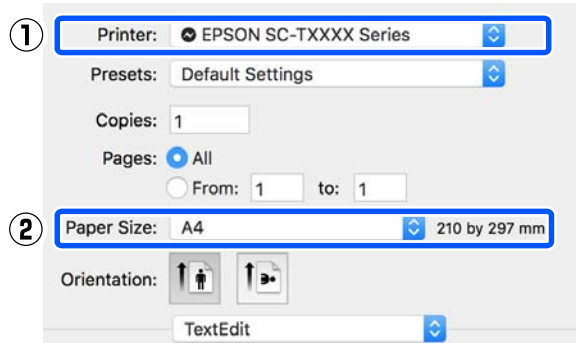 ① Printer: EPSON SC-TXXXX Series
Presets: Default Settings
Copies: 1
Pages: All
From: 1 to: 1
② Paper Size: A4 210 by 297 mm
Orientation:
TextEdit